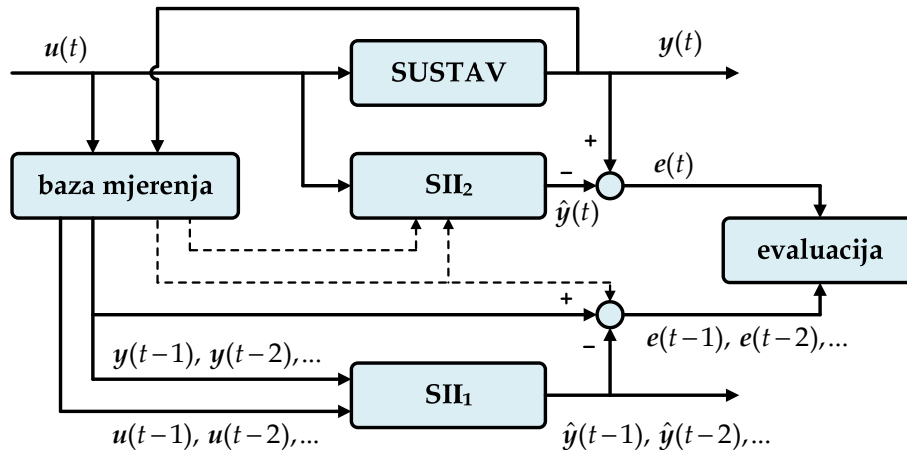 u(t)
y(t)
SUSTAV
+
baza mjerenja
SII₂
−
e(t)
ŷ(t)
evaluacija
+
−
y(t−1), y(t−2),...
e(t−1), e(t−2),...
SII₁
u(t−1), u(t−2),...
ŷ(t−1), ŷ(t−2),...